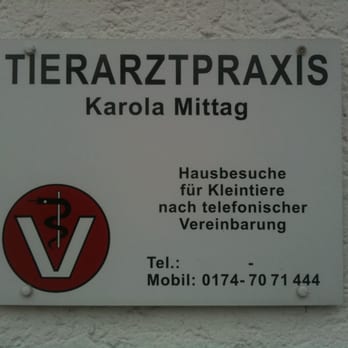 TIERARZTPRAXIS
Karola Mittag
Hausbesuche
für Kleintiere
nach telefonischer
Vereinbarung
V
Tel.: -
Mobil: 0174- 70 71 444